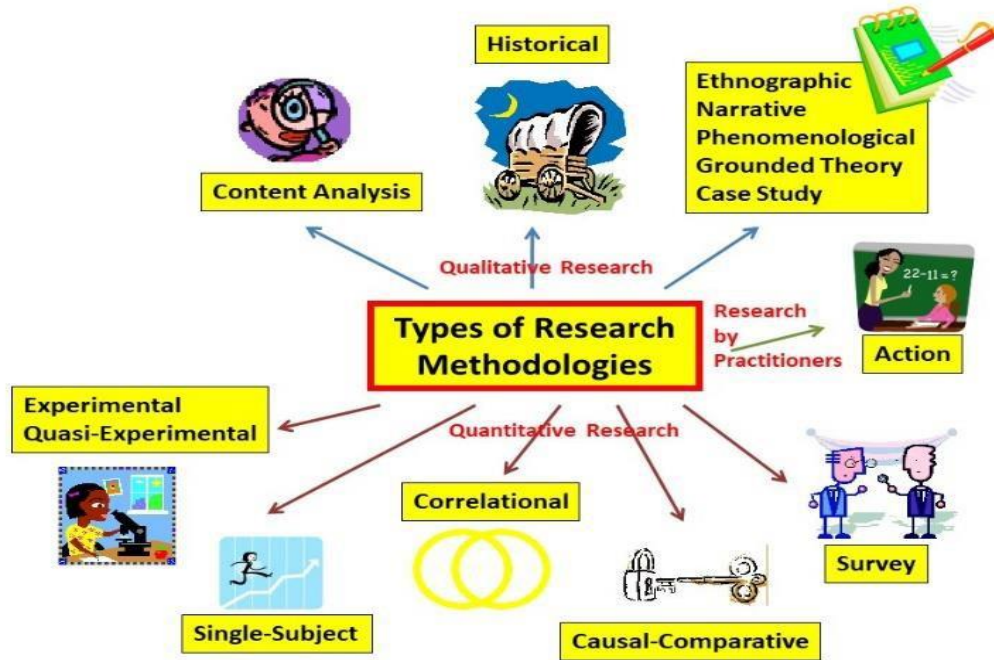 Historical
Ethnographic
Narrative
Phenomenological
Grounded Theory
Case Study
Content Analysis
Qualitative Research
22-11=?
Types of Research
Methodologies
Research
by
Practitioners
Action
Experimental
Quasi-Experimental
Quantitative Research
Correlational
Survey
Single-Subject
Causal-Comparative